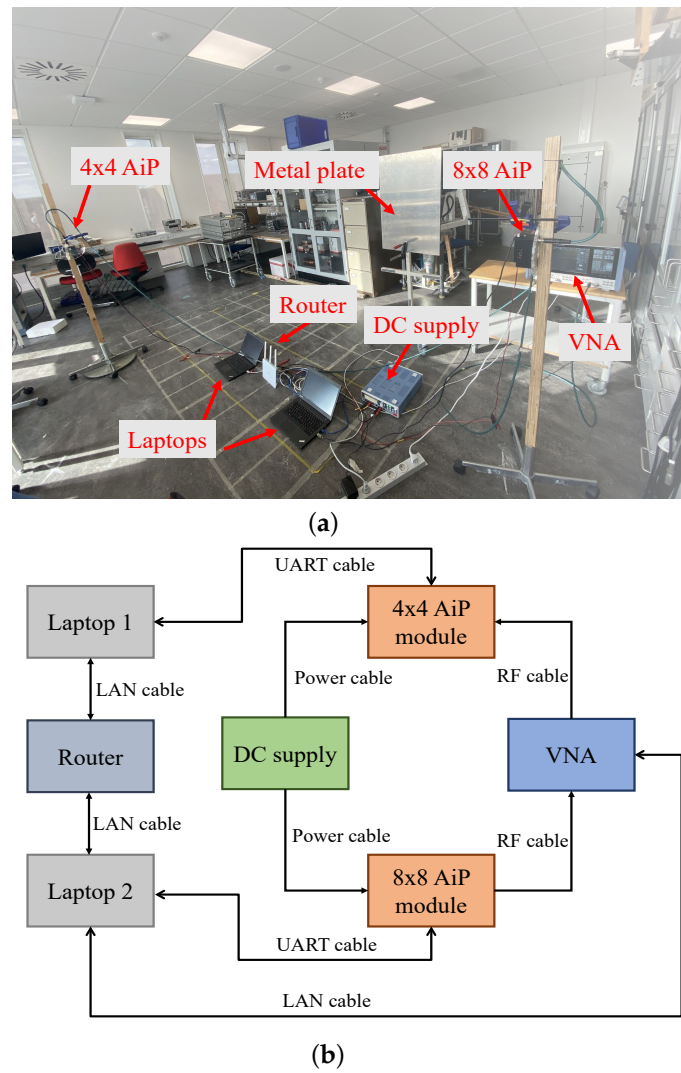 4x4 AiP
Metal plate
8x8 AiP
Router
DC supply
VNA
Laptops
(a)
UART cable
Laptop 1
4x4 AiP
module
LAN cable
Power cable
RF cable
Router
DC supply
VNA
LAN cable
Power cable
RF cable
Laptop 2
8x8 AiP
module
UART cable
LAN cable
(b)